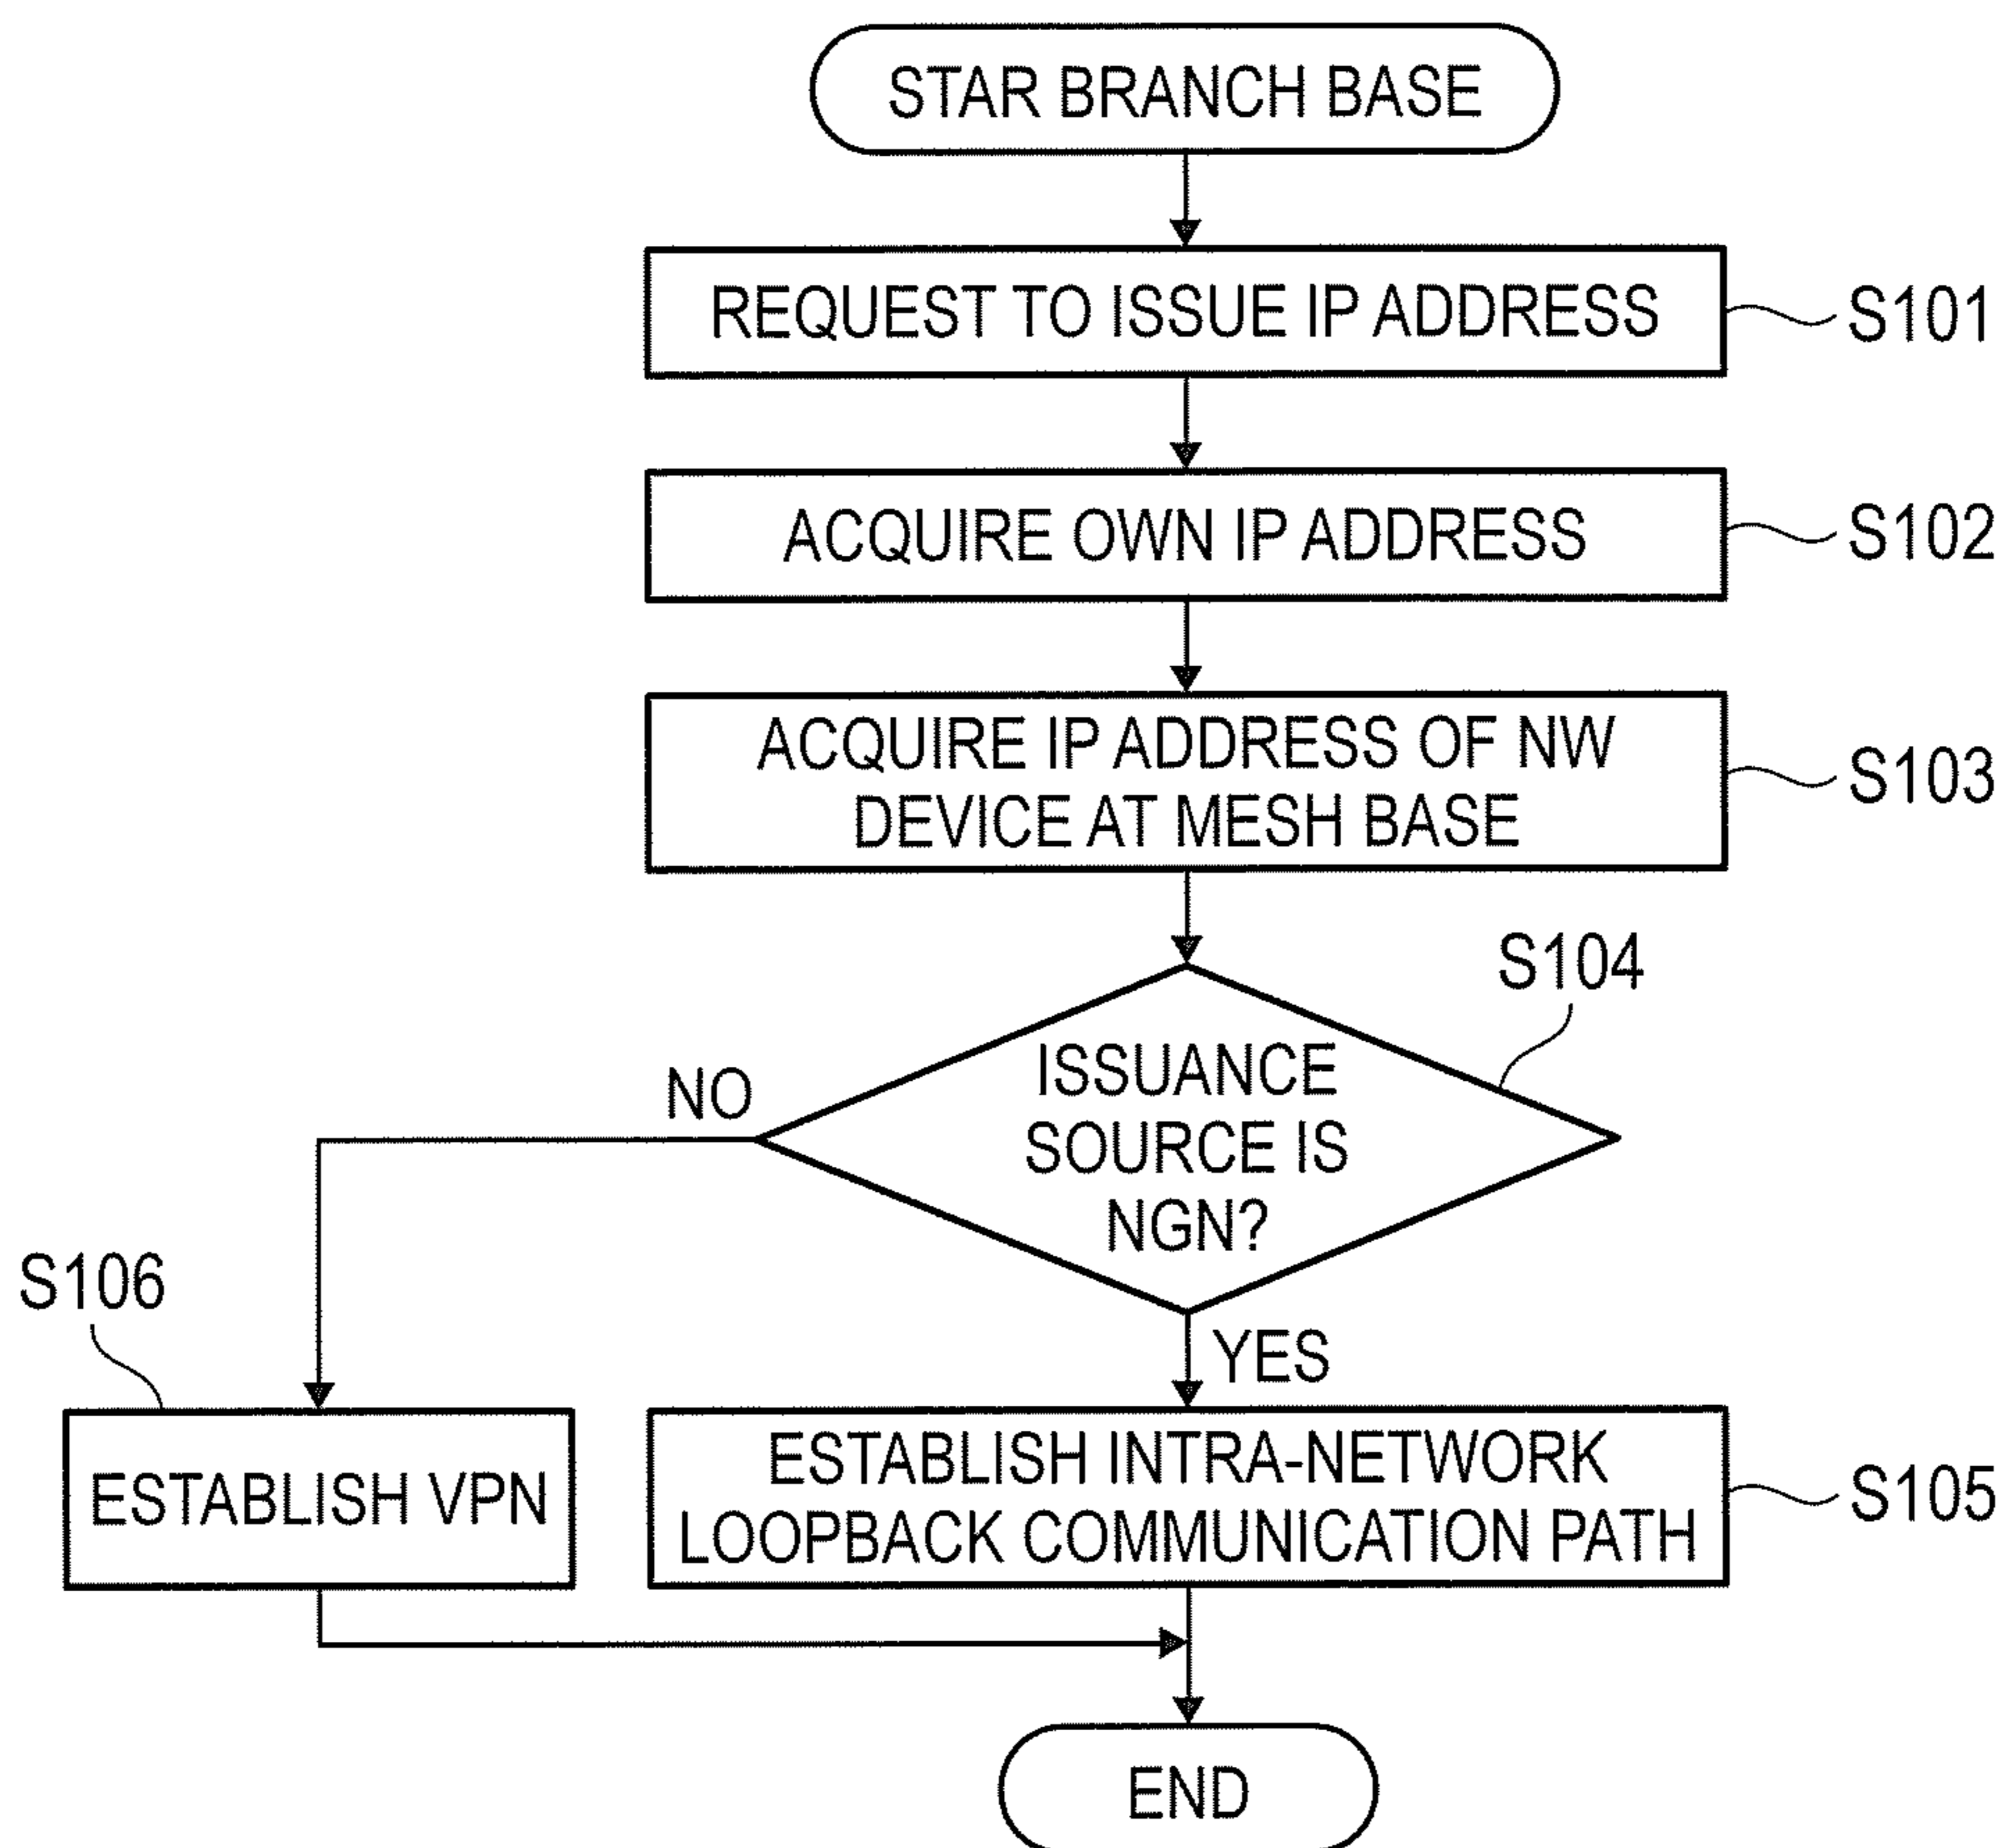 STAR BRANCH BASE
REQUEST TO ISSUE IP ADDRESS
S101
ACQUIRE OWN IP ADDRESS
S102
ACQUIRE IP ADDRESS OF NW
DEVICE AT MESH BASE
S103
S104
ISSUANCE
SOURCE IS
NGN?
NO
YES
S106
ESTABLISH VPN
ESTABLISH INTRA-NETWORK
LOOPBACK COMMUNICATION PATH
S105
END